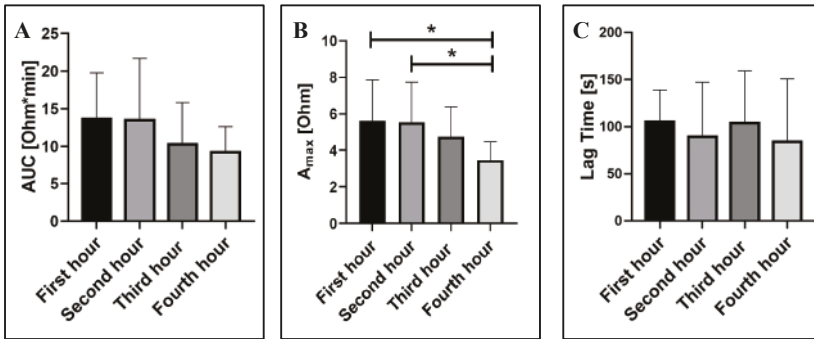 A
AUC [Ohm*min]
25
20
15
10
5
0
First hour
Second hour
Third hour
Fourth hour
B
Amax [Ohm]
10
8
6
4
2
0
*
*
First hour
Second hour
Third hour
Fourth hour
C
Lag Time [s]
200
150
100
50
0
First hour
Second hour
Third hour
Fourth hour